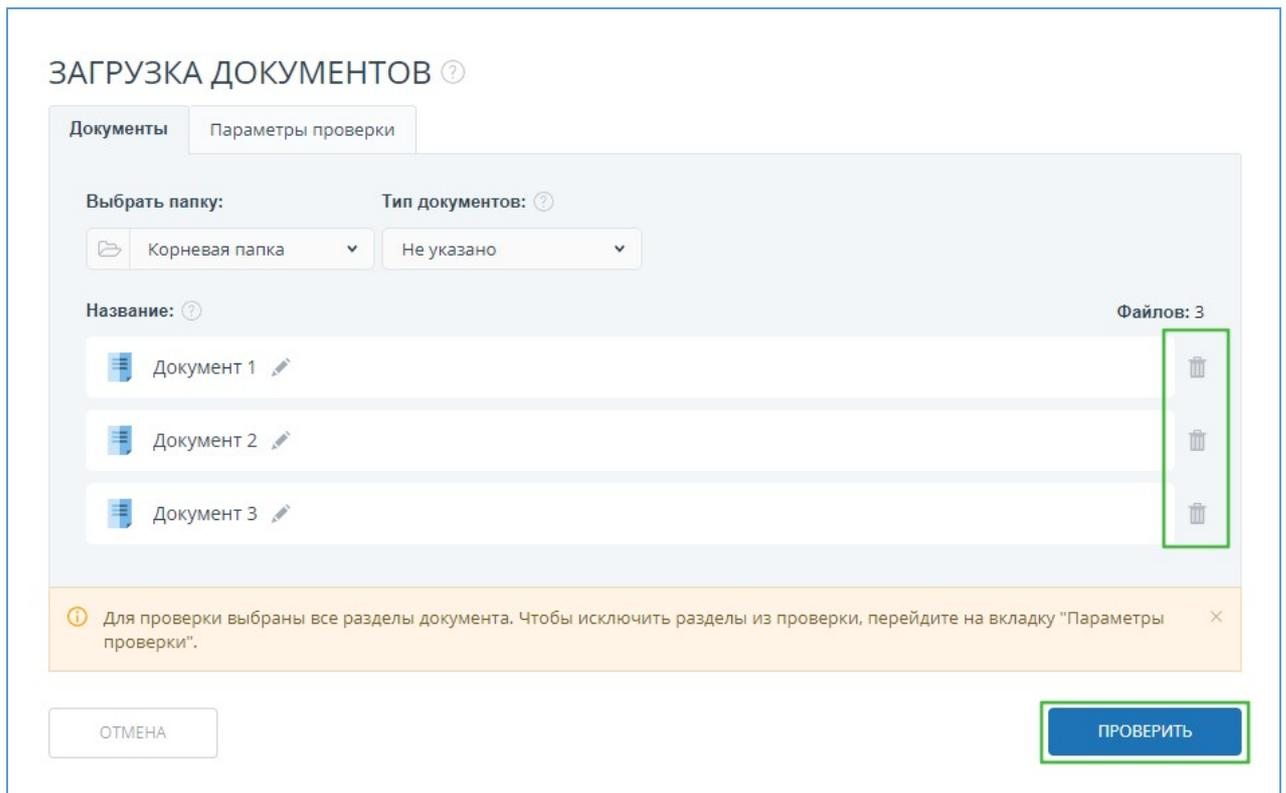 ЗАГРУЗКА ДОКУМЕНТОВ ?
Документы Параметры проверки
Выбрать папку: Тип документов: ?
Корневая папка Не указано
Название: ? Файлов: 3
Документ 1
Документ 2
Документ 3
Для проверки выбраны все разделы документа. Чтобы исключить разделы из проверки, перейдите на вкладку "Параметры
проверки".
ОТМЕНА ПРОВЕРИТЬ